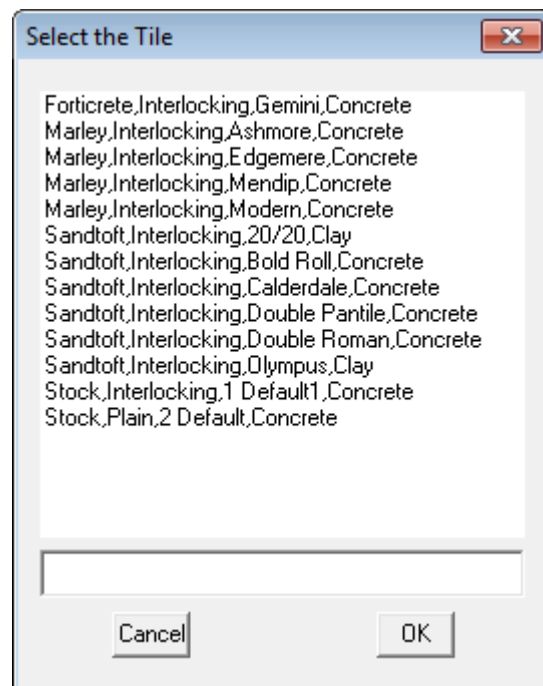 Select the Tile
Forticrete,Interlocking,Gemini,Concrete
Marley,Interlocking,Ashmore,Concrete
Marley,Interlocking,Edgemere,Concrete
Marley,Interlocking,Mendip,Concrete
Marley,Interlocking,Modern,Concrete
Sandtoft,Interlocking,20/20,Clay
Sandtoft,Interlocking,Bold Roll,Concrete
Sandtoft,Interlocking,Calderdale,Concrete
Sandtoft,Interlocking,Double Pantile,Concrete
Sandtoft,Interlocking,Double Roman,Concrete
Sandtoft,Interlocking,Olympus,Clay
Stock,Interlocking,1 Default1,Concrete
Stock,Plain,2 Default,Concrete
Cancel OK